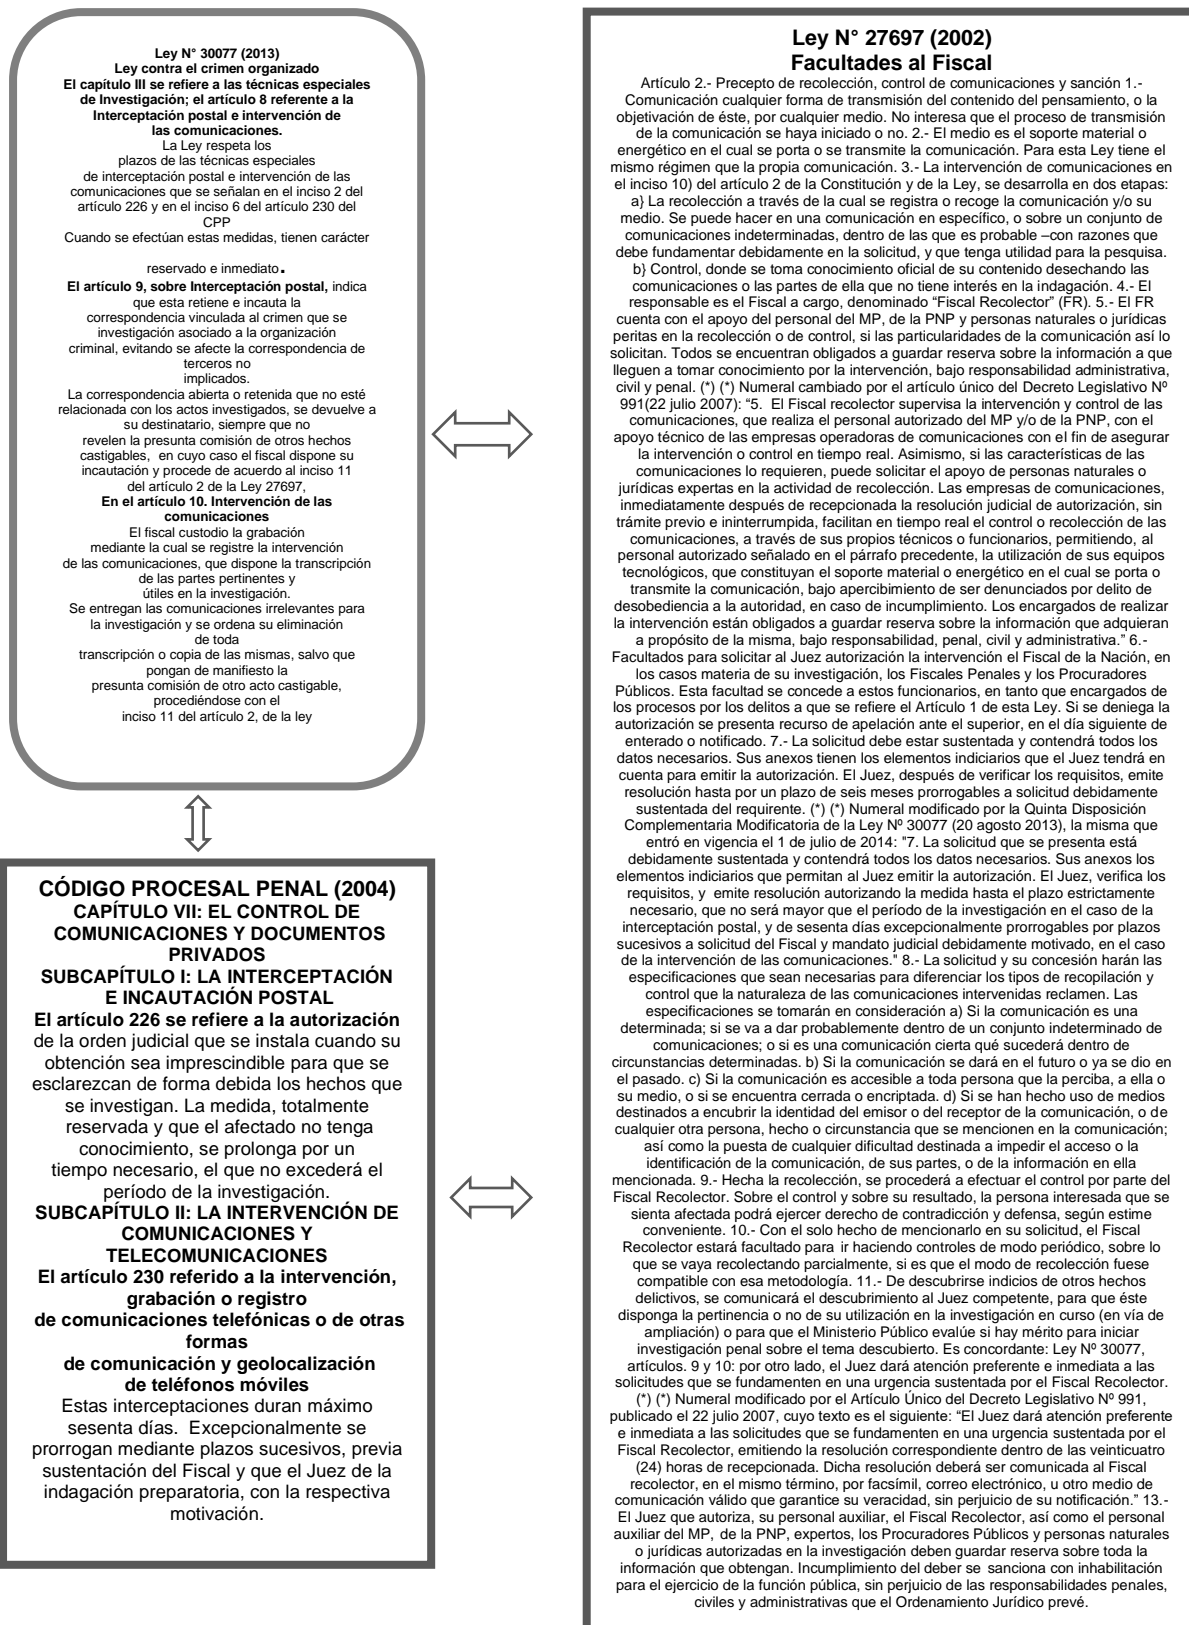 Ley N° 30077 (2013)
Ley contra el crimen organizado
El capítulo III se refiere a las técnicas especiales
de Investigación; el artículo 8 referente a la
Interceptación postal e intervención de
las comunicaciones.
La Ley respeta los
plazos de las técnicas especiales
de interceptación postal e intervención de las
comunicaciones que se señalan en el inciso 2 del
artículo 226 y en el inciso 6 del artículo 230 del
CPP
Cuando se efectúan estas medidas, tienen carácter
reservado e inmediato.
El artículo 9, sobre Interceptación postal, indica
que esta retiene e incauta la
correspondencia vinculada al crimen que se
investigación asociado a la organización
criminal, evitando se afecte la correspondencia de
terceros no
implicados.
La correspondencia abierta o retenida que no esté
relacionada con los actos investigados, se devuelve a
su destinatario, siempre que no
revelen la presunta comisión de otros hechos
castigables, en cuyo caso el fiscal dispone su
incautación y procede de acuerdo al inciso 11
del artículo 2 de la Ley 27697,
En el artículo 10. Intervención de las
comunicaciones
El fiscal custodio la grabación
mediante la cual se registre la intervención
de las comunicaciones, que dispone la transcripción
de las partes pertinentes y
útiles en la investigación.
Se entregan las comunicaciones irrelevantes para
la investigación y se ordena su eliminación
de toda
transcripción o copia de las mismas, salvo que
pongan de manifiesto la
presunta comisión de otro acto castigable,
procediéndose con el
inciso 11 del artículo 2, de la ley
CÓDIGO PROCESAL PENAL (2004)
CAPÍTULO VII: EL CONTROL DE
COMUNICACIONES Y DOCUMENTOS
PRIVADOS
SUBCAPÍTULO I: LA INTERCEPTACIÓN
E INCAUTACIÓN POSTAL
El artículo 226 se refiere a la autorización
de la orden judicial que se instala cuando su
obtención sea imprescindible para que se
esclarezcan de forma debida los hechos que
se investigan. La medida, totalmente
reservada y que el afectado no tenga
conocimiento, se prolonga por un
tiempo necesario, el que no excederá el
período de la investigación.
SUBCAPÍTULO II: LA INTERVENCIÓN DE
COMUNICACIONES Y
TELECOMUNICACIONES
El artículo 230 referido a la intervención,
grabación o registro
de comunicaciones telefónicas o de otras
formas
de comunicación y geolocalización
de teléfonos móviles
Estas interceptaciones duran máximo
sesenta días. Excepcionalmente se
prorrogan mediante plazos sucesivos, previa
sustentación del Fiscal y que el Juez de la
indagación preparatoria, con la respectiva
motivación.
Ley N° 27697 (2002)
Facultades al Fiscal
Artículo 2.- Precepto de recolección, control de comunicaciones y sanción 1.-
Comunicación cualquier forma de transmisión del contenido del pensamiento, o la
objetivación de éste, por cualquier medio. No interesa que el proceso de transmisión
de la comunicación se haya iniciado o no. 2.- El medio es el soporte material o
energético en el cual se porta o se transmite la comunicación. Para esta Ley tiene el
mismo régimen que la propia comunicación. 3.- La intervención de comunicaciones en
el inciso 10) del artículo 2 de la Constitución y de la Ley, se desarrolla en dos etapas:
a} La recolección a través de la cual se registra o recoge la comunicación y/o su
medio. Se puede hacer en una comunicación en específico, o sobre un conjunto de
comunicaciones indeterminadas, dentro de las que es probable –con razones que
debe fundamentar debidamente en la solicitud, y que tenga utilidad para la pesquisa.
b} Control, donde se toma conocimiento oficial de su contenido desechando las
comunicaciones o las partes de ella que no tiene interés en la indagación. 4.- El
responsable es el Fiscal a cargo, denominado “Fiscal Recolector” (FR). 5.- El FR
cuenta con el apoyo del personal del MP, de la PNP y personas naturales o jurídicas
peritas en la recolección o de control, si las particularidades de la comunicación así lo
solicitan. Todos se encuentran obligados a guardar reserva sobre la información a que
lleguen a tomar conocimiento por la intervención, bajo responsabilidad administrativa,
civil y penal. (*) (*) Numeral cambiado por el artículo único del Decreto Legislativo Nº
991(22 julio 2007): “5. El Fiscal recolector supervisa la intervención y control de las
comunicaciones, que realiza el personal autorizado del MP y/o de la PNP, con el
apoyo técnico de las empresas operadoras de comunicaciones con el fin de asegurar
la intervención o control en tiempo real. Asimismo, si las características de las
comunicaciones lo requieren, puede solicitar el apoyo de personas naturales o
jurídicas expertas en la actividad de recolección. Las empresas de comunicaciones,
inmediatamente después de recepcionada la resolución judicial de autorización, sin
trámite previo e ininterrumpida, facilitan en tiempo real el control o recolección de las
comunicaciones, a través de sus propios técnicos o funcionarios, permitiendo, al
personal autorizado señalado en el párrafo precedente, la utilización de sus equipos
tecnológicos, que constituyan el soporte material o energético en el cual se porta o
transmite la comunicación, bajo apercibimiento de ser denunciados por delito de
desobediencia a la autoridad, en caso de incumplimiento. Los encargados de realizar
la intervención están obligados a guardar reserva sobre la información que adquieran
a propósito de la misma, bajo responsabilidad, penal, civil y administrativa.” 6.-
Facultados para solicitar al Juez autorización la intervención el Fiscal de la Nación, en
los casos materia de su investigación, los Fiscales Penales y los Procuradores
Públicos. Esta facultad se concede a estos funcionarios, en tanto que encargados de
los procesos por los delitos a que se refiere el Artículo 1 de esta Ley. Si se deniega la
autorización se presenta recurso de apelación ante el superior, en el día siguiente de
enterado o notificado. 7.- La solicitud debe estar sustentada y contendrá todos los
datos necesarios. Sus anexos tienen los elementos indiciarios que el Juez tendrá en
cuenta para emitir la autorización. El Juez, después de verificar los requisitos, emite
resolución hasta por un plazo de seis meses prorrogables a solicitud debidamente
sustentada del requirente. (*) (*) Numeral modificado por la Quinta Disposición
Complementaria Modificatoria de la Ley Nº 30077 (20 agosto 2013), la misma que
entró en vigencia el 1 de julio de 2014: "7. La solicitud que se presenta está
debidamente sustentada y contendrá todos los datos necesarios. Sus anexos los
elementos indiciarios que permitan al Juez emitir la autorización. El Juez, verifica los
requisitos, y emite resolución autorizando la medida hasta el plazo estrictamente
necesario, que no será mayor que el período de la investigación en el caso de la
interceptación postal, y de sesenta días excepcionalmente prorrogables por plazos
sucesivos a solicitud del Fiscal y mandato judicial debidamente motivado, en el caso
de la intervención de las comunicaciones." 8.- La solicitud y su concesión harán las
especificaciones que sean necesarias para diferenciar los tipos de recopilación y
control que la naturaleza de las comunicaciones intervenidas reclamen. Las
especificaciones se tomarán en consideración a) Si la comunicación es una
determinada; si se va a dar probablemente dentro de un conjunto indeterminado de
comunicaciones; o si es una comunicación cierta qué sucederá dentro de
circunstancias determinadas. b) Si la comunicación se dará en el futuro o ya se dio en
el pasado. c) Si la comunicación es accesible a toda persona que la perciba, a ella o
su medio, o si se encuentra cerrada o encriptada. d) Si se han hecho uso de medios
destinados a encubrir la identidad del emisor o del receptor de la comunicación, o de
cualquier otra persona, hecho o circunstancia que se mencionen en la comunicación;
así como la puesta de cualquier dificultad destinada a impedir el acceso o la
identificación de la comunicación, de sus partes, o de la información en ella
mencionada. 9.- Hecha la recolección, se procederá a efectuar el control por parte del
Fiscal Recolector. Sobre el control y sobre su resultado, la persona interesada que se
sienta afectada podrá ejercer derecho de contradicción y defensa, según estime
conveniente. 10.- Con el solo hecho de mencionarlo en su solicitud, el Fiscal
Recolector estará facultado para ir haciendo controles de modo periódico, sobre lo
que se vaya recolectando parcialmente, si es que el modo de recolección fuese
compatible con esa metodología. 11.- De descubrirse indicios de otros hechos
delictivos, se comunicará el descubrimiento al Juez competente, para que éste
disponga la pertinencia o no de su utilización en la investigación en curso (en vía de
ampliación) o para que el Ministerio Público evalúe si hay mérito para iniciar
investigación penal sobre el tema descubierto. Es concordante: Ley Nº 30077,
artículos. 9 y 10: por otro lado, el Juez dará atención preferente e inmediata a las
solicitudes que se fundamenten en una urgencia sustentada por el Fiscal Recolector.
(*) (*) Numeral modificado por el Artículo Único del Decreto Legislativo Nº 991,
publicado el 22 julio 2007, cuyo texto es el siguiente: “El Juez dará atención preferente
e inmediata a las solicitudes que se fundamenten en una urgencia sustentada por el
Fiscal Recolector, emitiendo la resolución correspondiente dentro de las veinticuatro
(24) horas de recepcionada. Dicha resolución deberá ser comunicada al Fiscal
recolector, en el mismo término, por facsímil, correo electrónico, u otro medio de
comunicación válido que garantice su veracidad, sin perjuicio de su notificación.” 13.-
El Juez que autoriza, su personal auxiliar, el Fiscal Recolector, así como el personal
auxiliar del MP, de la PNP, expertos, los Procuradores Públicos y personas naturales
o jurídicas autorizadas en la investigación deben guardar reserva sobre toda la
información que obtengan. Incumplimiento del deber se sanciona con inhabilitación
para el ejercicio de la función pública, sin perjuicio de las responsabilidades penales,
civiles y administrativas que el Ordenamiento Jurídico prevé.